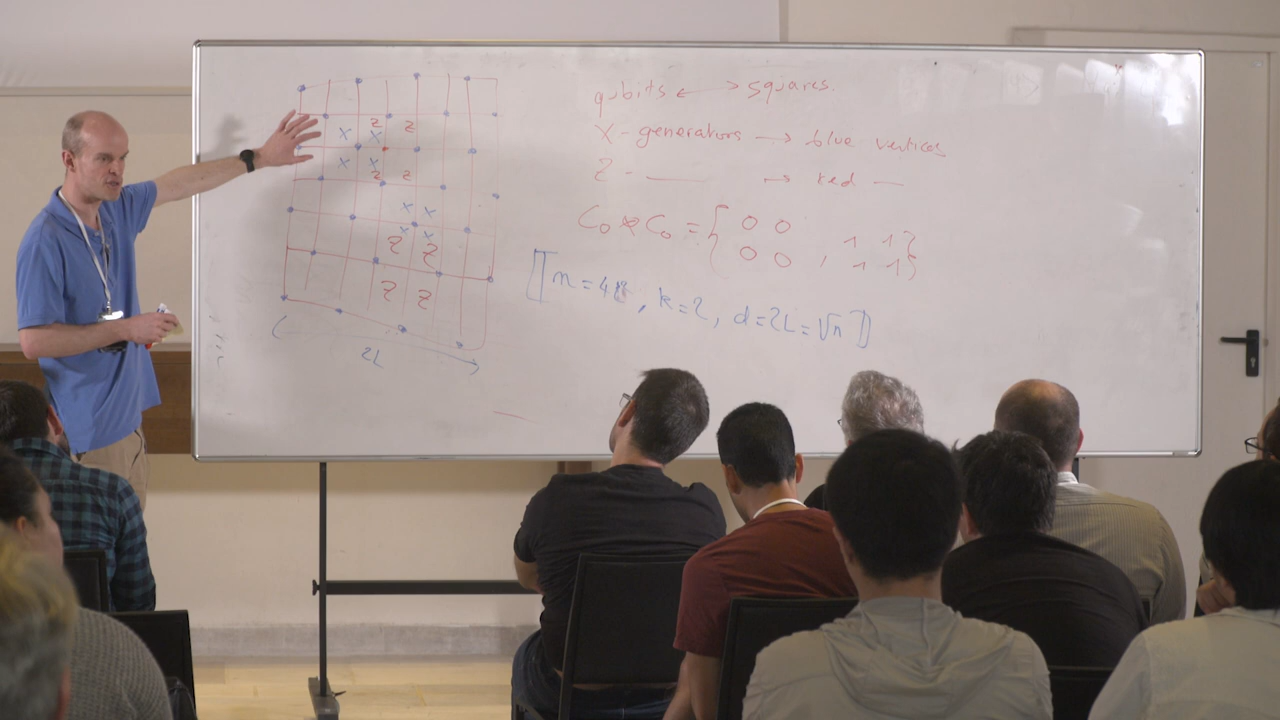 qubits ↔ squares.
X - generators → blue vertices
Z - —— → red —
C₀ ⊗ C₀ = { 0 0 1 1 }
0 0 , 1 1
[[n = 4L , k = 2, d = 2L = √n]]
X Z Z
X X
X X
Z Z
X X
X X
Z Z
Z Z
2L